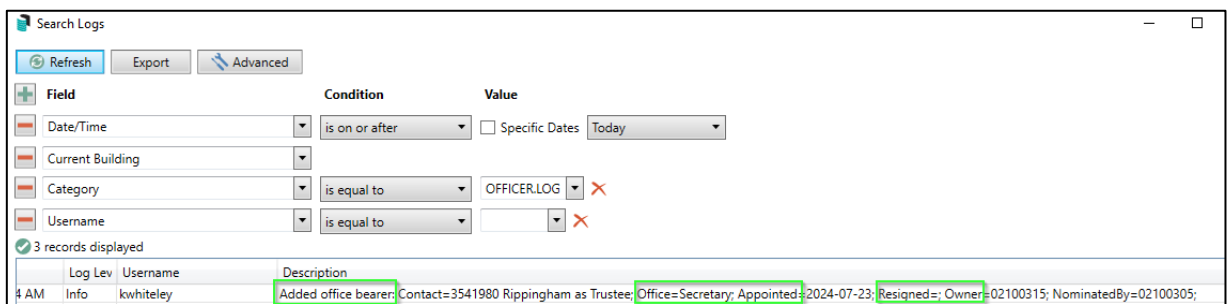 Search Logs
Refresh Export Advanced
Field Condition Value
Date/Time is on or after Specific Dates Today
Current Building
Category is equal to OFFICER.LOG
Username is equal to
3 records displayed
Log Lev Username Description
4 AM Info kwhiteley Added office bearer: Contact=3541980 Rippingham as Trustee; Office=Secretary; Appointed=2024-07-23; Resigned=; Owner=02100315; NominatedBy=02100305;